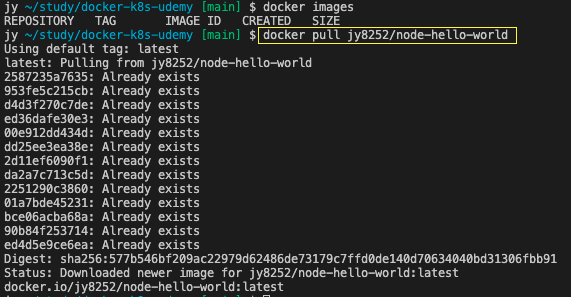 jy ~/study/docker-k8s-udemy [main] $ docker images
REPOSITORY   TAG       IMAGE ID   CREATED   SIZE
jy ~/study/docker-k8s-udemy [main] $ docker pull jy8252/node-hello-world
Using default tag: latest
latest: Pulling from jy8252/node-hello-world
2587235a7635: Already exists
953fe5c215cb: Already exists
d4d3f270c7de: Already exists
ed36dafe30e3: Already exists
00e912dd434d: Already exists
dd25ee3ea38e: Already exists
2d11ef6090f1: Already exists
da2a7c713c5d: Already exists
2251290c3860: Already exists
01a7bde45231: Already exists
bce06acba68a: Already exists
90b84f253714: Already exists
ed4d5e9ce6ea: Already exists
Digest: sha256:577b546bf209ac22979d62486de73179c7ffd0de140d70634040bd31306fbb91
Status: Downloaded newer image for jy8252/node-hello-world:latest
docker.io/jy8252/node-hello-world:latest